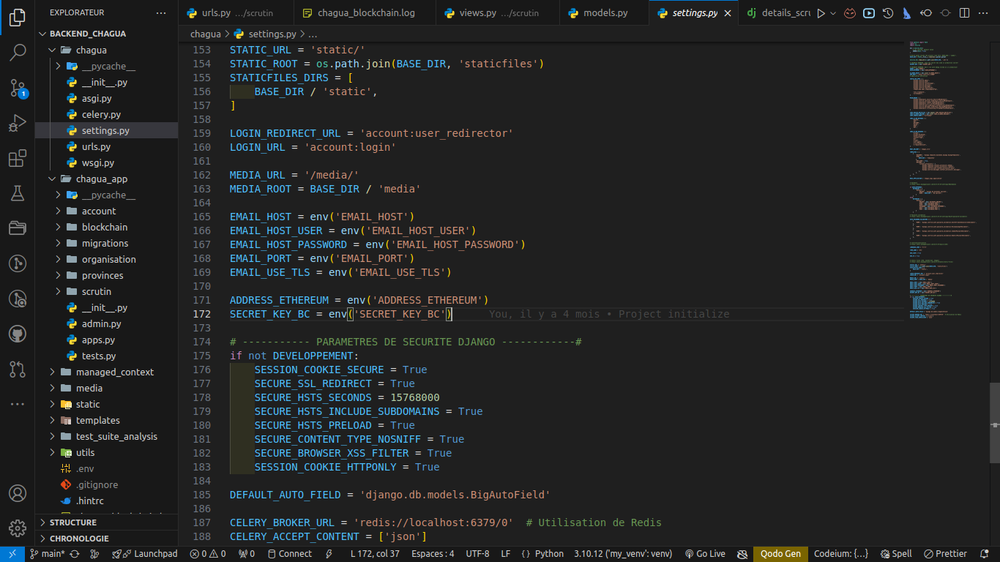 EXPLORATEUR
urls.py .../scrutin
chagua_blockchain.log
views.py .../scrutin
models.py
settings.py
details_scru
BACKEND_CHAGUA
chagua
__pycache__
__init__.py
asgi.py
celery.py
settings.py
urls.py
wsgi.py
chagua_app
__pycache__
account
blockchain
migrations
organisation
provinces
scrutin
__init__.py
admin.py
apps.py
tests.py
managed_context
media
static
templates
test_suite_analysis
utils
.env
.gitignore
.hintrc
STRUCTURE
CHRONOLOGIE
1
chagua > settings.py > ...
153 STATIC_URL = 'static/'
154 STATIC_ROOT = os.path.join(BASE_DIR, 'staticfiles')
155 STATICFILES_DIRS = [
156 BASE_DIR / 'static',
157 ]
158
159 LOGIN_REDIRECT_URL = 'account:user_redirector'
160 LOGIN_URL = 'account:login'
161
162 MEDIA_URL = '/media/'
163 MEDIA_ROOT = BASE_DIR / 'media'
164
165 EMAIL_HOST = env('EMAIL_HOST')
166 EMAIL_HOST_USER = env('EMAIL_HOST_USER')
167 EMAIL_HOST_PASSWORD = env('EMAIL_HOST_PASSWORD')
168 EMAIL_PORT = env('EMAIL_PORT')
169 EMAIL_USE_TLS = env('EMAIL_USE_TLS')
170
171 ADDRESS_ETHEREUM = env('ADDRESS_ETHEREUM')
172 SECRET_KEY_BC = env('SECRET_KEY_BC') You, il y a 4 mois • Project initialize
173
174 # ----------- PARAMETRES DE SECURITE DJANGO ------------#
175 if not DEVELOPPEMENT:
176 SESSION_COOKIE_SECURE = True
177 SECURE_SSL_REDIRECT = True
178 SECURE_HSTS_SECONDS = 15768000
179 SECURE_HSTS_INCLUDE_SUBDOMAINS = True
180 SECURE_HSTS_PRELOAD = True
181 SECURE_CONTENT_TYPE_NOSNIFF = True
182 SECURE_BROWSER_XSS_FILTER = True
183 SESSION_COOKIE_HTTPONLY = True
184
185 DEFAULT_AUTO_FIELD = 'django.db.models.BigAutoField'
186
187 CELERY_BROKER_URL = 'redis://localhost:6379/0' # Utilisation de Redis
188 CELERY_ACCEPT_CONTENT = ['json']
main* Launchpad 0 0 0 Connect L 172, col 37 Espaces : 4 UTF-8 LF { } Python 3.10.12 ('my_venv': venv) Go Live Qodo Gen Codeium: {...} Spell Prettier